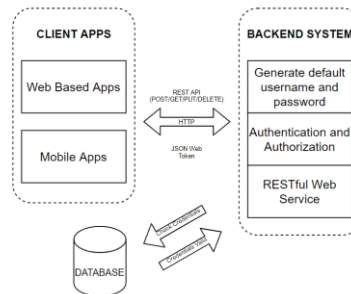 CLIENT APPS
Web Based Apps
Mobile Apps
REST API
(POST/GET/PUT/DELETE)
HTTP
JSON Web
Token
BACKEND SYSTEM
Generate default
username and
password
Authentication and
Authorization
RESTful Web
Service
Check Credentials
Credentials Valid
DATABASE